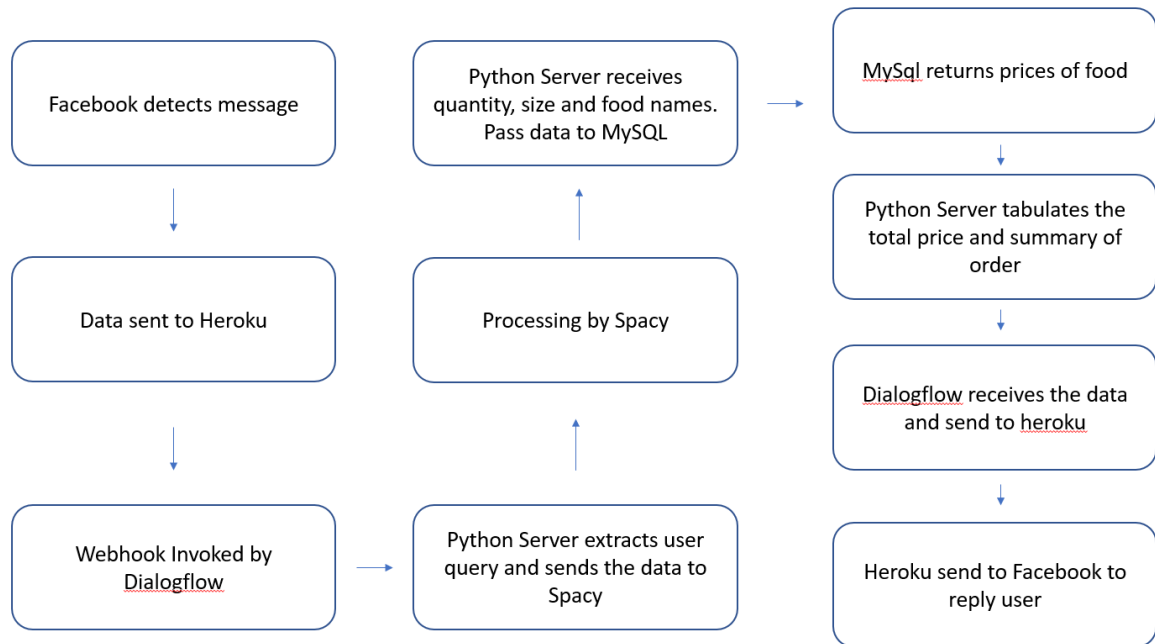 Facebook detects message
Data sent to Heroku
Webhook Invoked by
Dialogflow
Python Server extracts user
query and sends the data to
Spacy
Processing by Spacy
Python Server receives
quantity, size and food names.
Pass data to MySQL
MySql returns prices of food
Python Server tabulates the
total price and summary of
order
Dialogflow receives the data
and send to heroku
Heroku send to Facebook to
reply user